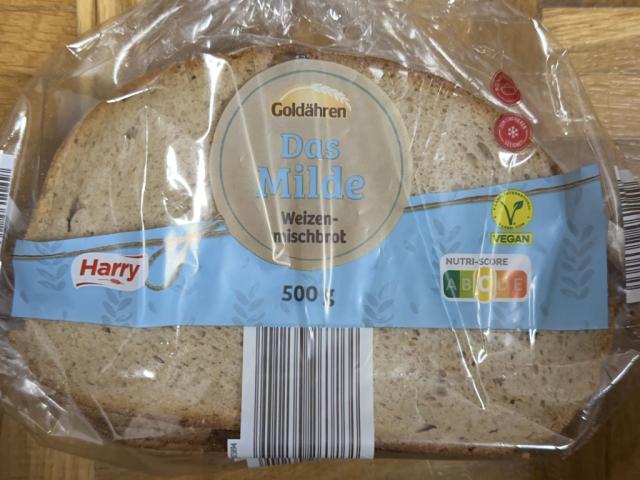 Goldähren
Das
Milde
Weizen-
mischbrot
500 g
Harry
VEGAN
NUTRI-SCORE
A B C D E